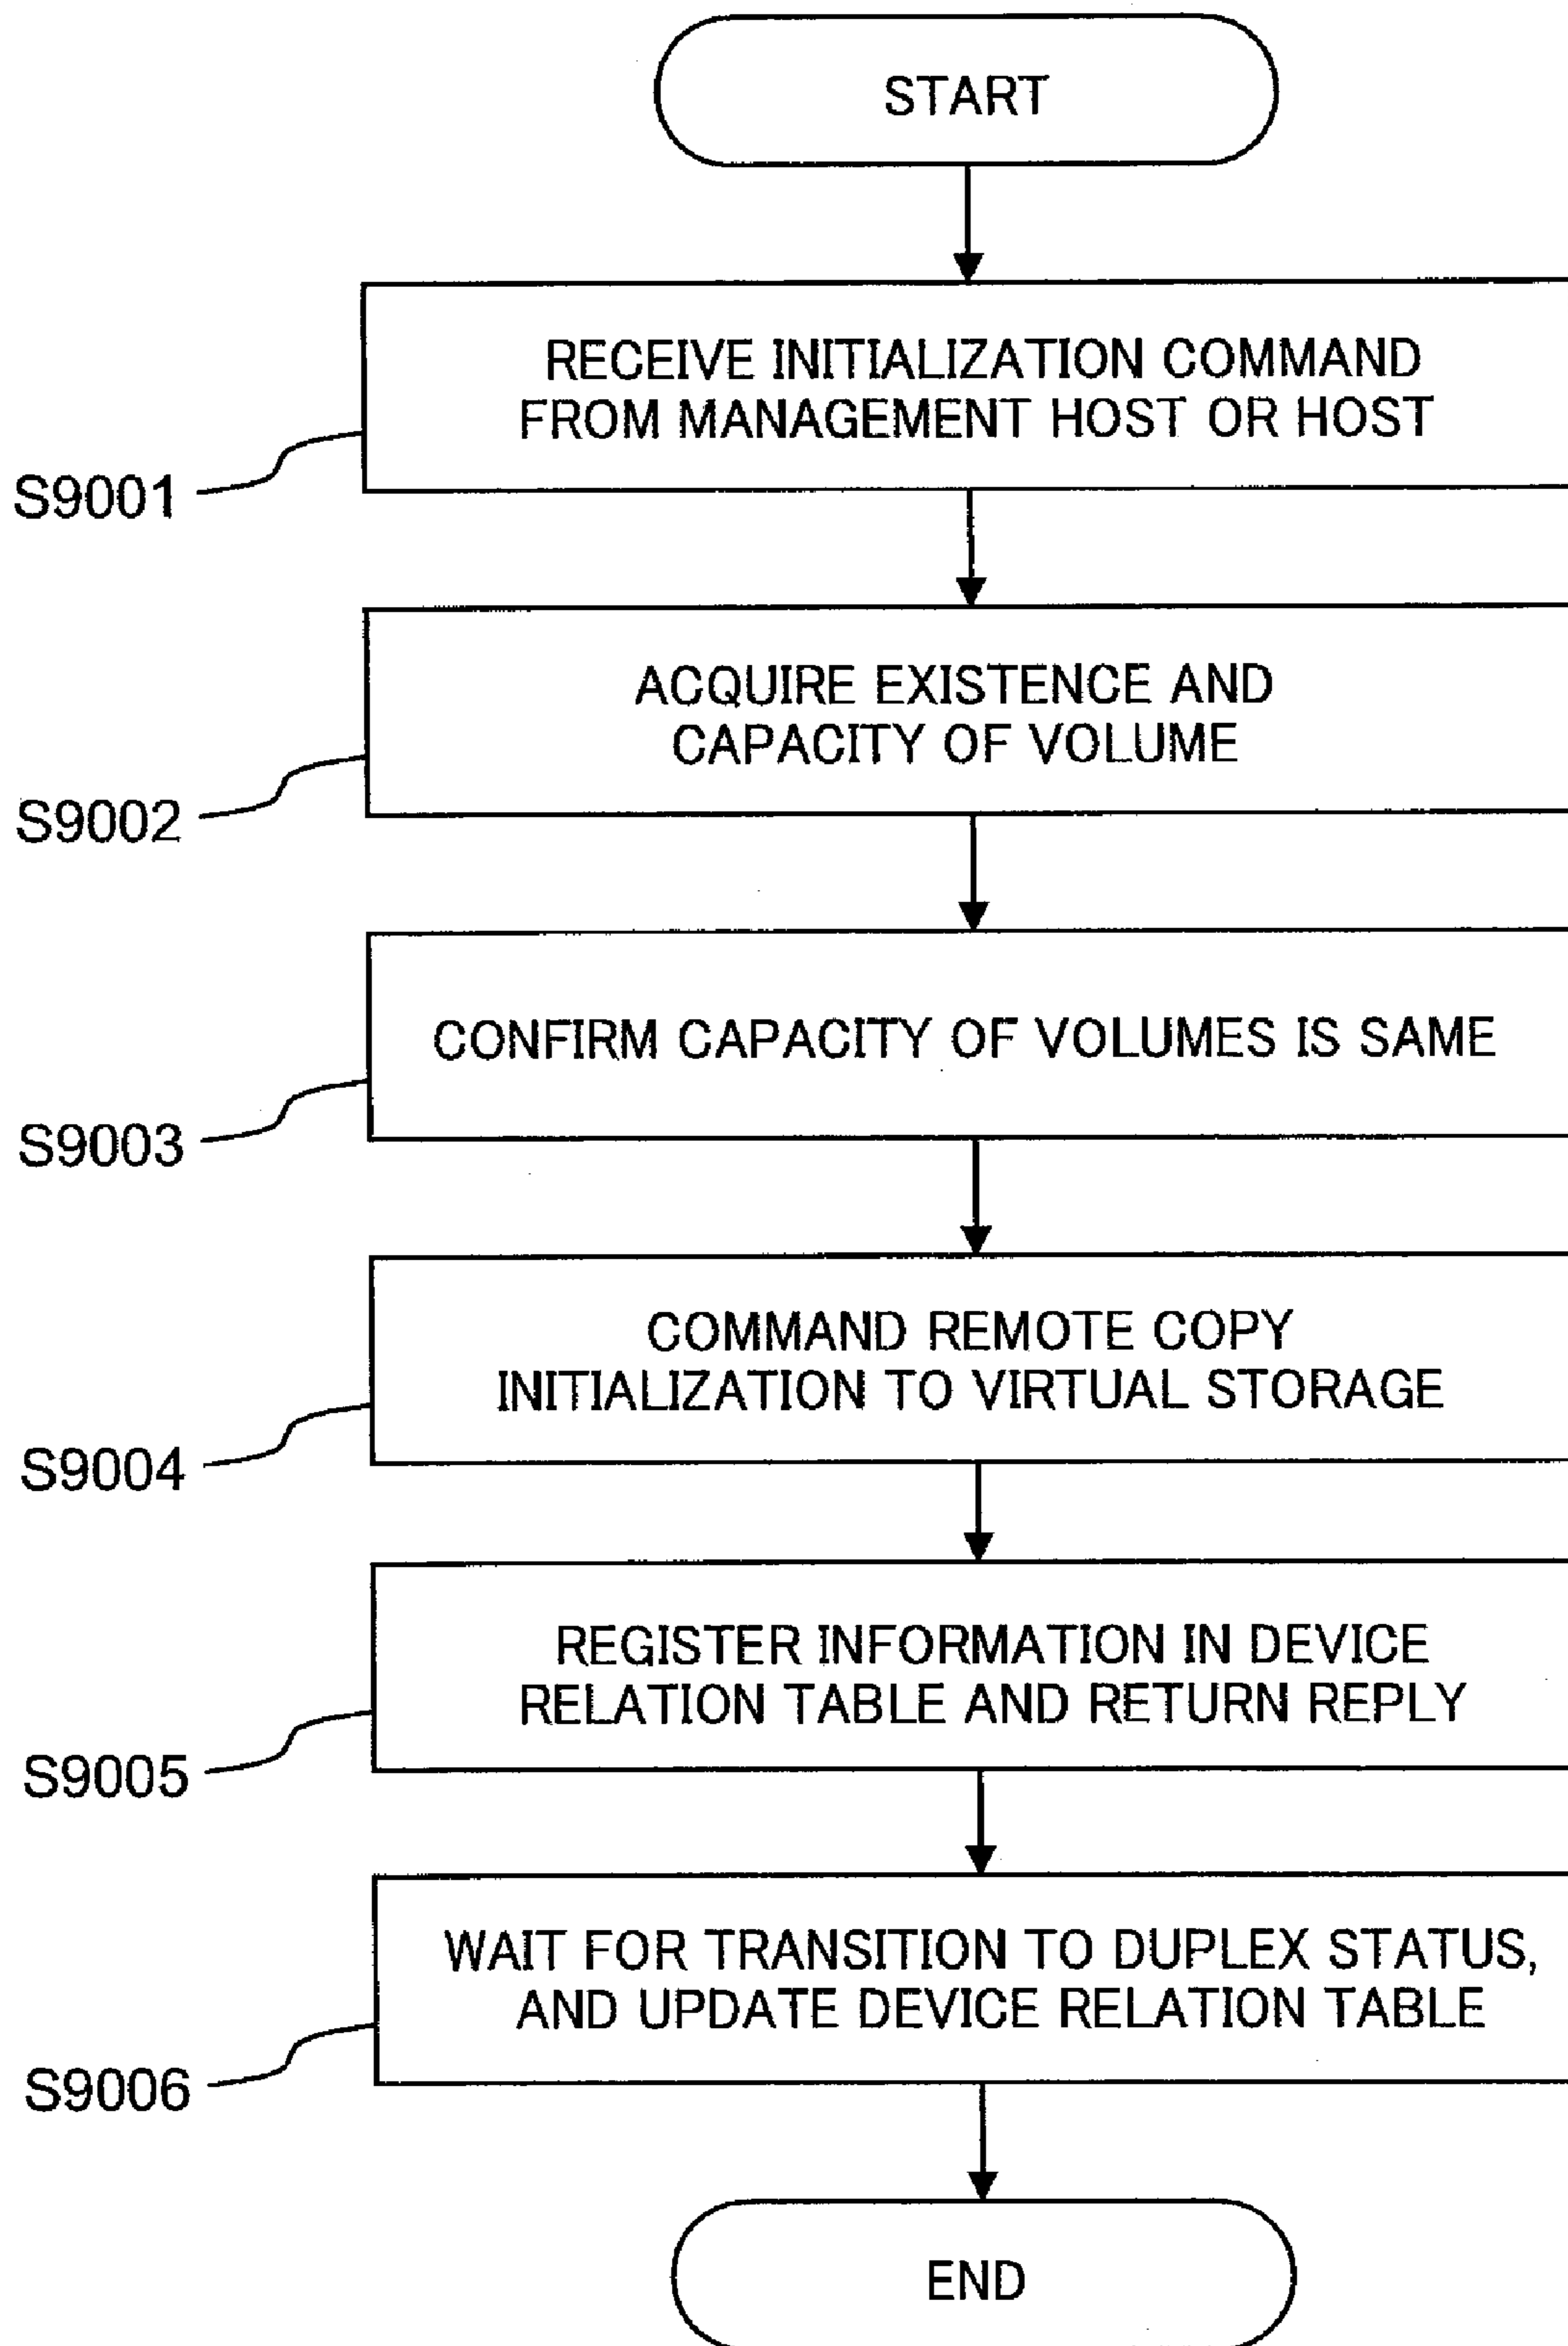 START
RECEIVE INITIALIZATION COMMAND
FROM MANAGEMENT HOST OR HOST
S9001
ACQUIRE EXISTENCE AND
CAPACITY OF VOLUME
S9002
CONFIRM CAPACITY OF VOLUMES IS SAME
S9003
COMMAND REMOTE COPY
INITIALIZATION TO VIRTUAL STORAGE
S9004
REGISTER INFORMATION IN DEVICE
RELATION TABLE AND RETURN REPLY
S9005
WAIT FOR TRANSITION TO DUPLEX STATUS,
AND UPDATE DEVICE RELATION TABLE
S9006
END